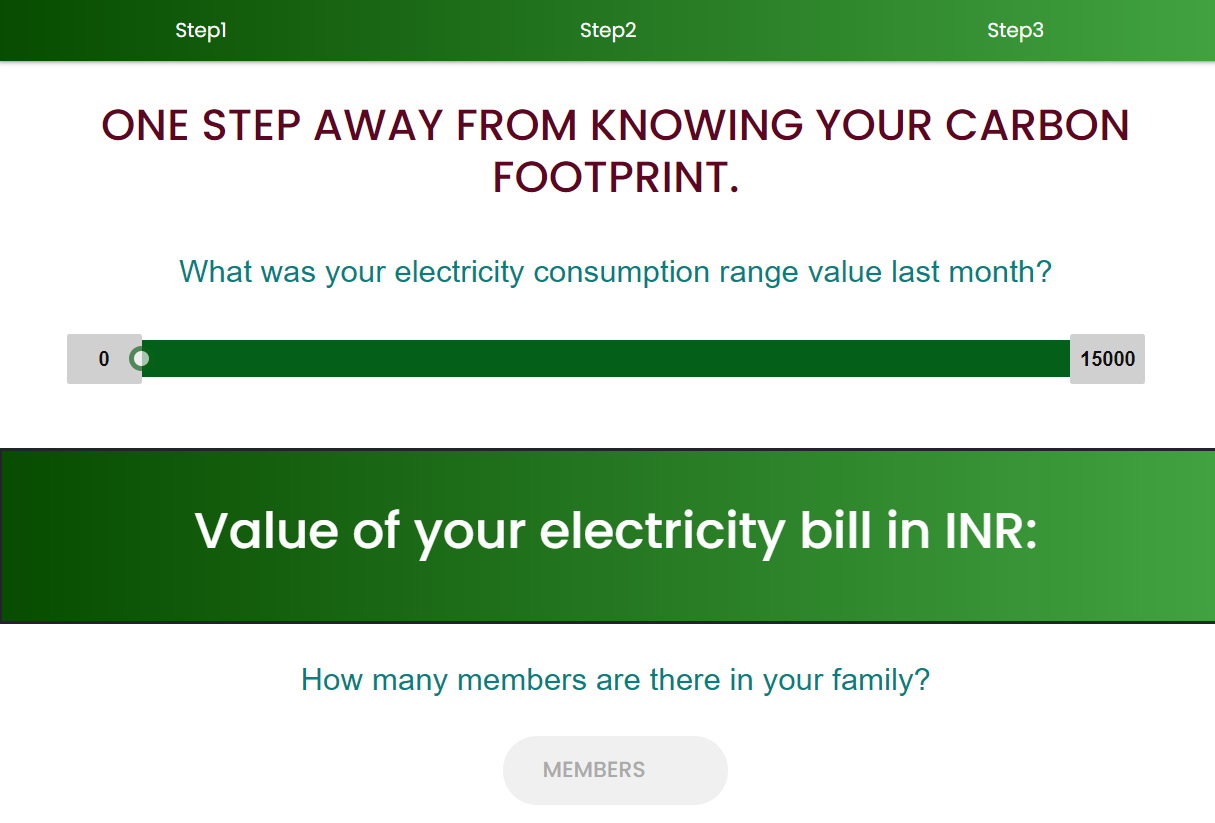 Step1 Step2 Step3
ONE STEP AWAY FROM KNOWING YOUR CARBON
FOOTPRINT.
What was your electricity consumption range value last month?
0 15000
Value of your electricity bill in INR:
How many members are there in your family?
MEMBERS